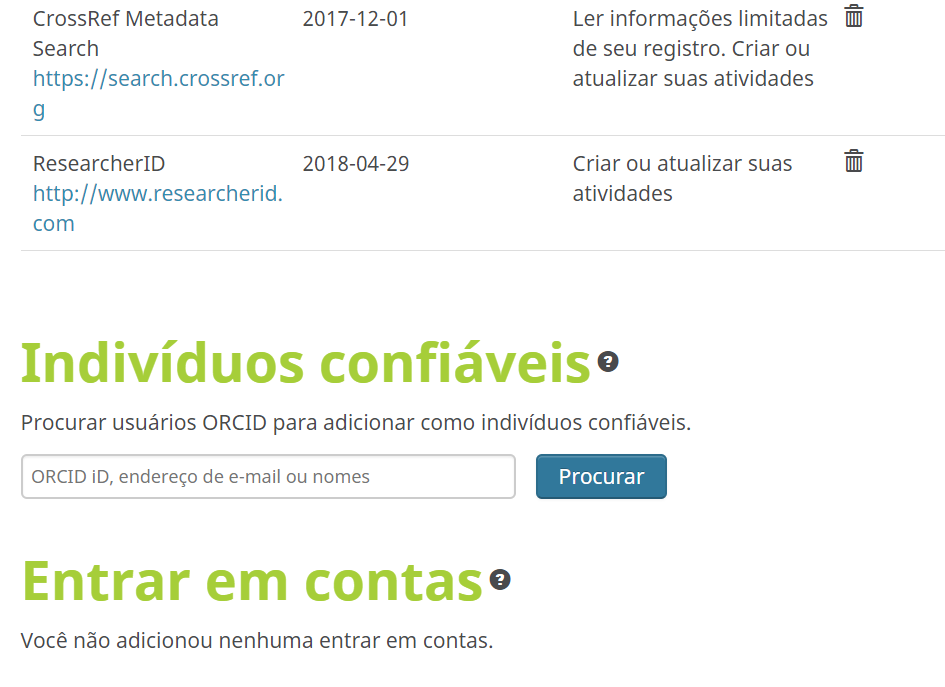 CrossRef Metadata 2017-12-01 Ler informações limitadas
Search de seu registro. Criar ou
https://search.crossref.or atualizar suas atividades
g
ResearcherID 2018-04-29 Criar ou atualizar suas
http://www.researcherid. atividades
com
Indivíduos confiáveis ?
Procurar usuários ORCID para adicionar como indivíduos confiáveis.
ORCID iD, endereço de e-mail ou nomes Procurar
Entrar em contas ?
Você não adicionou nenhuma entrar em contas.